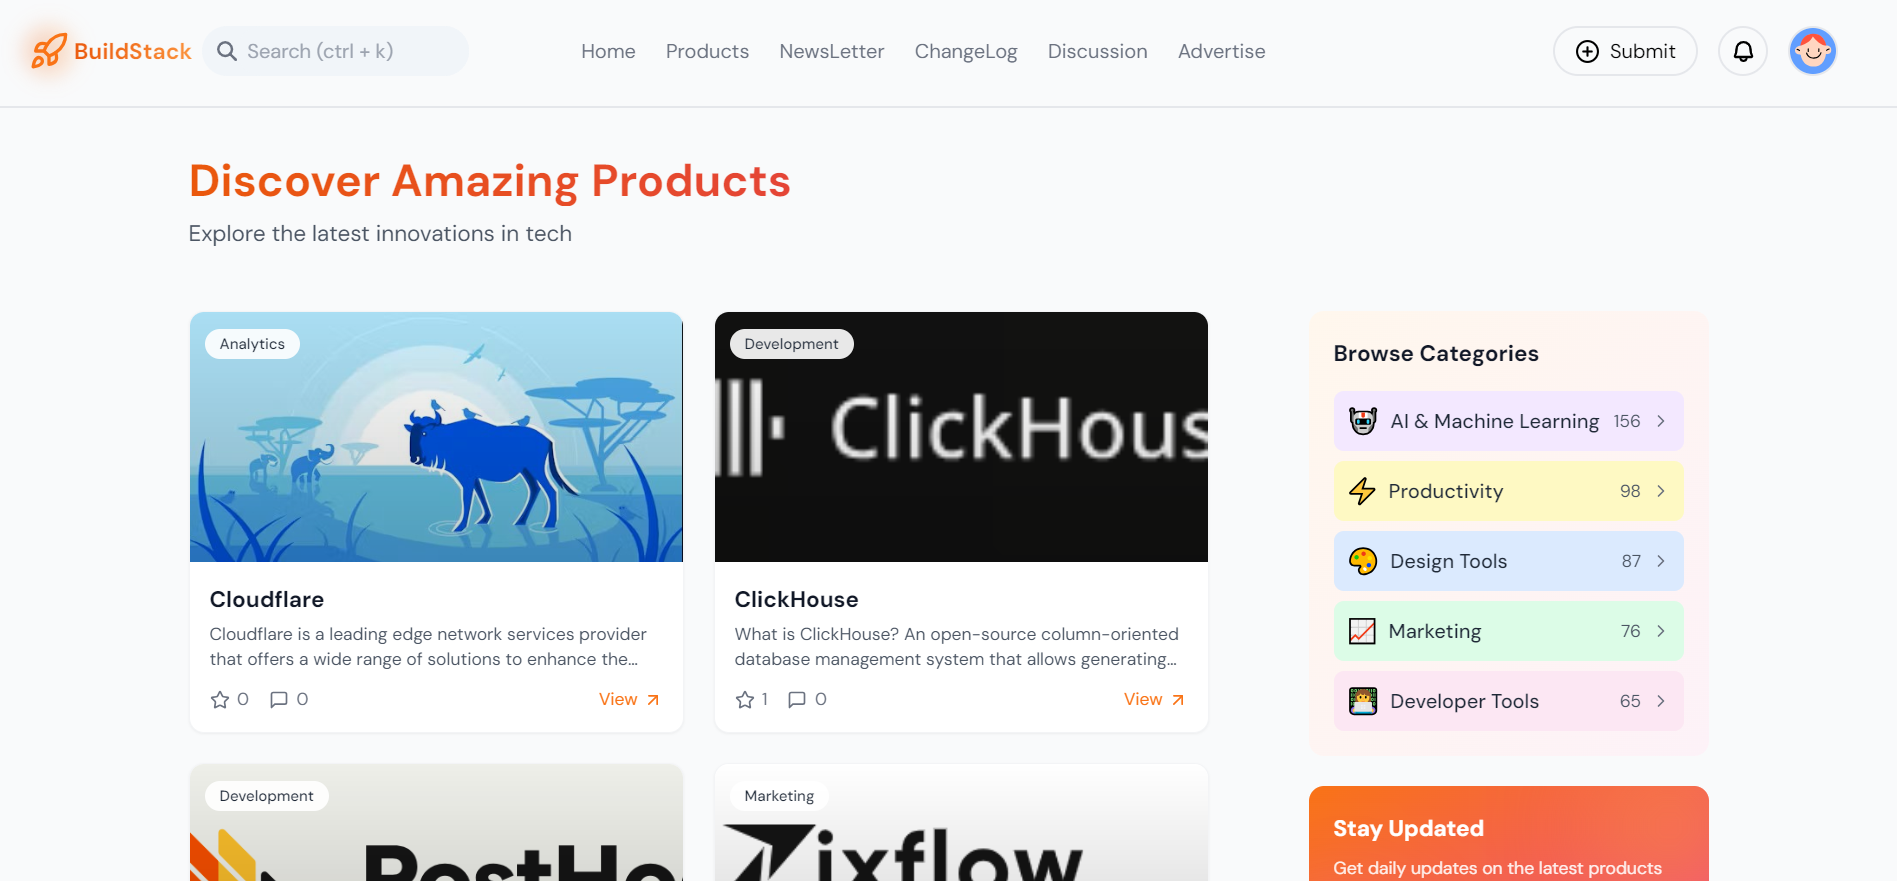 BuildStack
Search (ctrl + k)
Home
Products
NewsLetter
ChangeLog
Discussion
Advertise
Submit
Discover Amazing Products
Explore the latest innovations in tech
Analytics
Cloudflare
Cloudflare is a leading edge network services provider
that offers a wide range of solutions to enhance the...
0
0
View
Development
ClickHous
ClickHouse
What is ClickHouse? An open-source column-oriented
database management system that allows generating...
1
0
View
Development
PostHo
Marketing
ixflow
Browse Categories
AI & Machine Learning 156
Productivity 98
Design Tools 87
Marketing 76
Developer Tools 65
Stay Updated
Get daily updates on the latest products